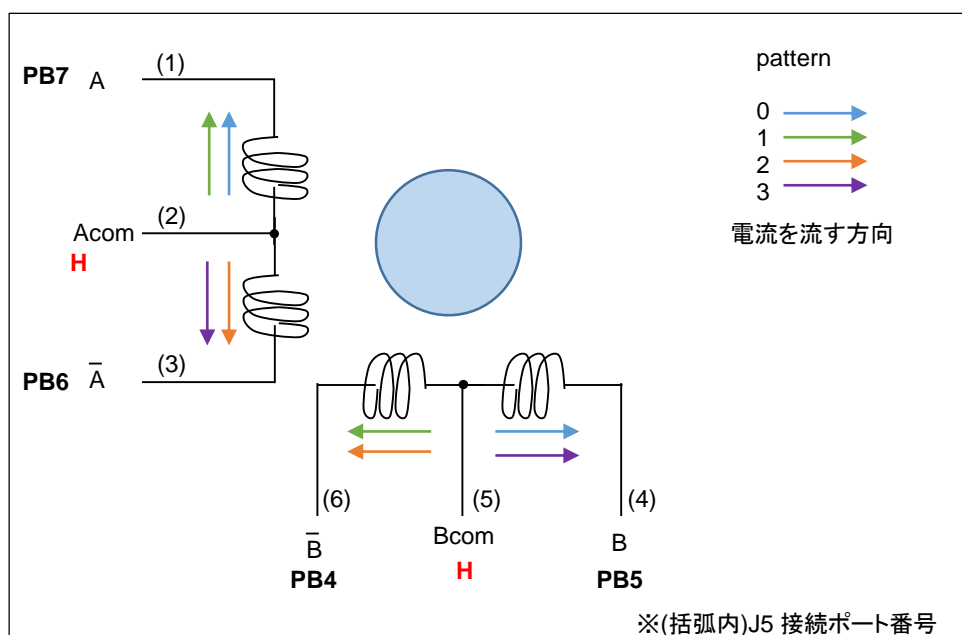 PB7 A (1)
pattern
0
1
2
3
電流を流す方向
Acom (2)
H
PB6 A̅ (3)
(6) (5) (4)
B̅ Bcom B
PB4 H PB5
※(括弧内)J5 接続ポート番号